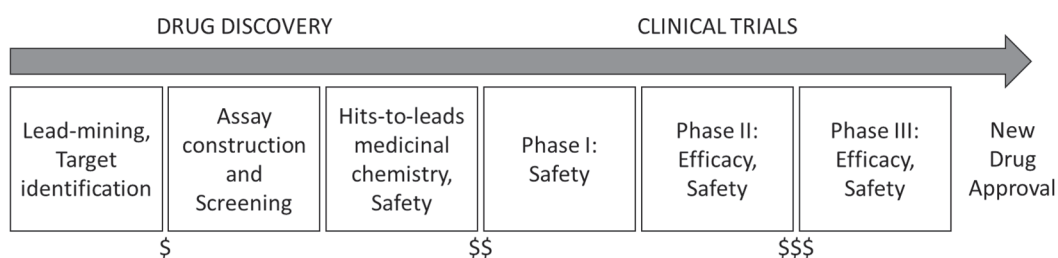 DRUG DISCOVERY
CLINICAL TRIALS
Lead-mining,
Target
identification
Assay
construction
and
Screening
Hits-to-leads
medicinal
chemistry,
Safety
Phase I:
Safety
Phase II:
Efficacy,
Safety
Phase III:
Efficacy,
Safety
New
Drug
Approval
$
$$
$$$